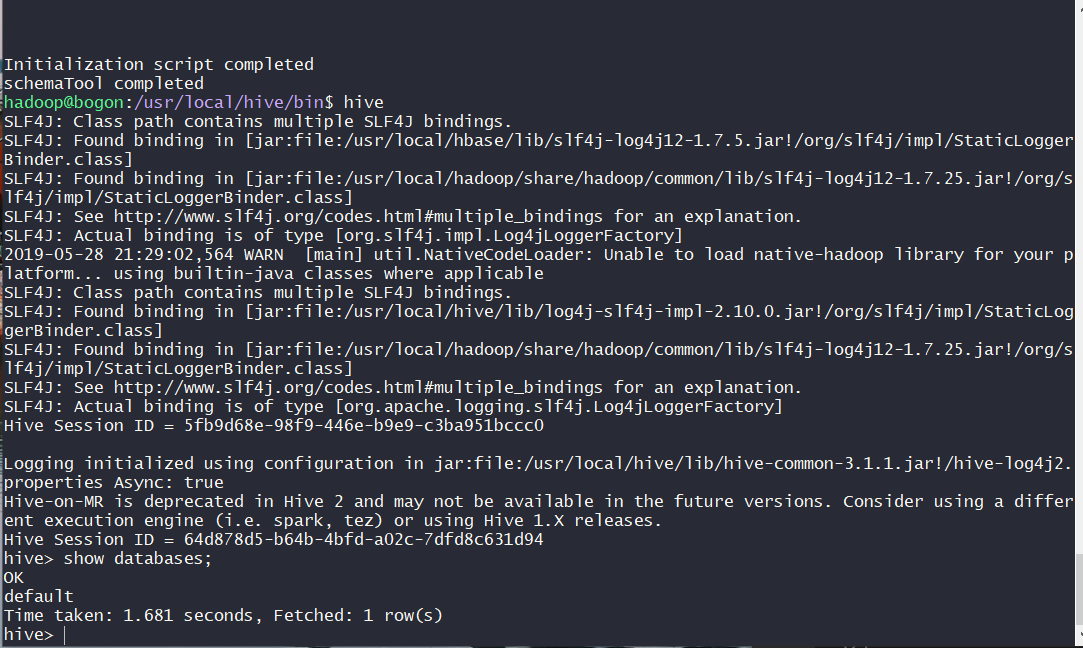 Initialization script completed
schemaTool completed
hadoop@bogon:/usr/local/hive/bin$ hive
SLF4J: Class path contains multiple SLF4J bindings.
SLF4J: Found binding in [jar:file:/usr/local/hbase/lib/slf4j-log4j12-1.7.5.jar!/org/slf4j/impl/StaticLogger
Binder.class]
SLF4J: Found binding in [jar:file:/usr/local/hadoop/share/hadoop/common/lib/slf4j-log4j12-1.7.25.jar!/org/s
lf4j/impl/StaticLoggerBinder.class]
SLF4J: See http://www.slf4j.org/codes.html#multiple_bindings for an explanation.
SLF4J: Actual binding is of type [org.slf4j.impl.Log4jLoggerFactory]
2019-05-28 21:29:02,564 WARN  [main] util.NativeCodeLoader: Unable to load native-hadoop library for your p
latform... using builtin-java classes where applicable
SLF4J: Class path contains multiple SLF4J bindings.
SLF4J: Found binding in [jar:file:/usr/local/hive/lib/log4j-slf4j-impl-2.10.0.jar!/org/slf4j/impl/StaticLog
gerBinder.class]
SLF4J: Found binding in [jar:file:/usr/local/hadoop/share/hadoop/common/lib/slf4j-log4j12-1.7.25.jar!/org/s
lf4j/impl/StaticLoggerBinder.class]
SLF4J: See http://www.slf4j.org/codes.html#multiple_bindings for an explanation.
SLF4J: Actual binding is of type [org.apache.logging.slf4j.Log4jLoggerFactory]
Hive Session ID = 5fb9d68e-98f9-446e-b9e9-c3ba951bccc0
Logging initialized using configuration in jar:file:/usr/local/hive/lib/hive-common-3.1.1.jar!/hive-log4j2.
properties Async: true
Hive-on-MR is deprecated in Hive 2 and may not be available in the future versions. Consider using a differ
ent execution engine (i.e. spark, tez) or using Hive 1.X releases.
Hive Session ID = 64d878d5-b64b-4bfd-a02c-7dfd8c631d94
hive> show databases;
OK
default
Time taken: 1.681 seconds, Fetched: 1 row(s)
hive>